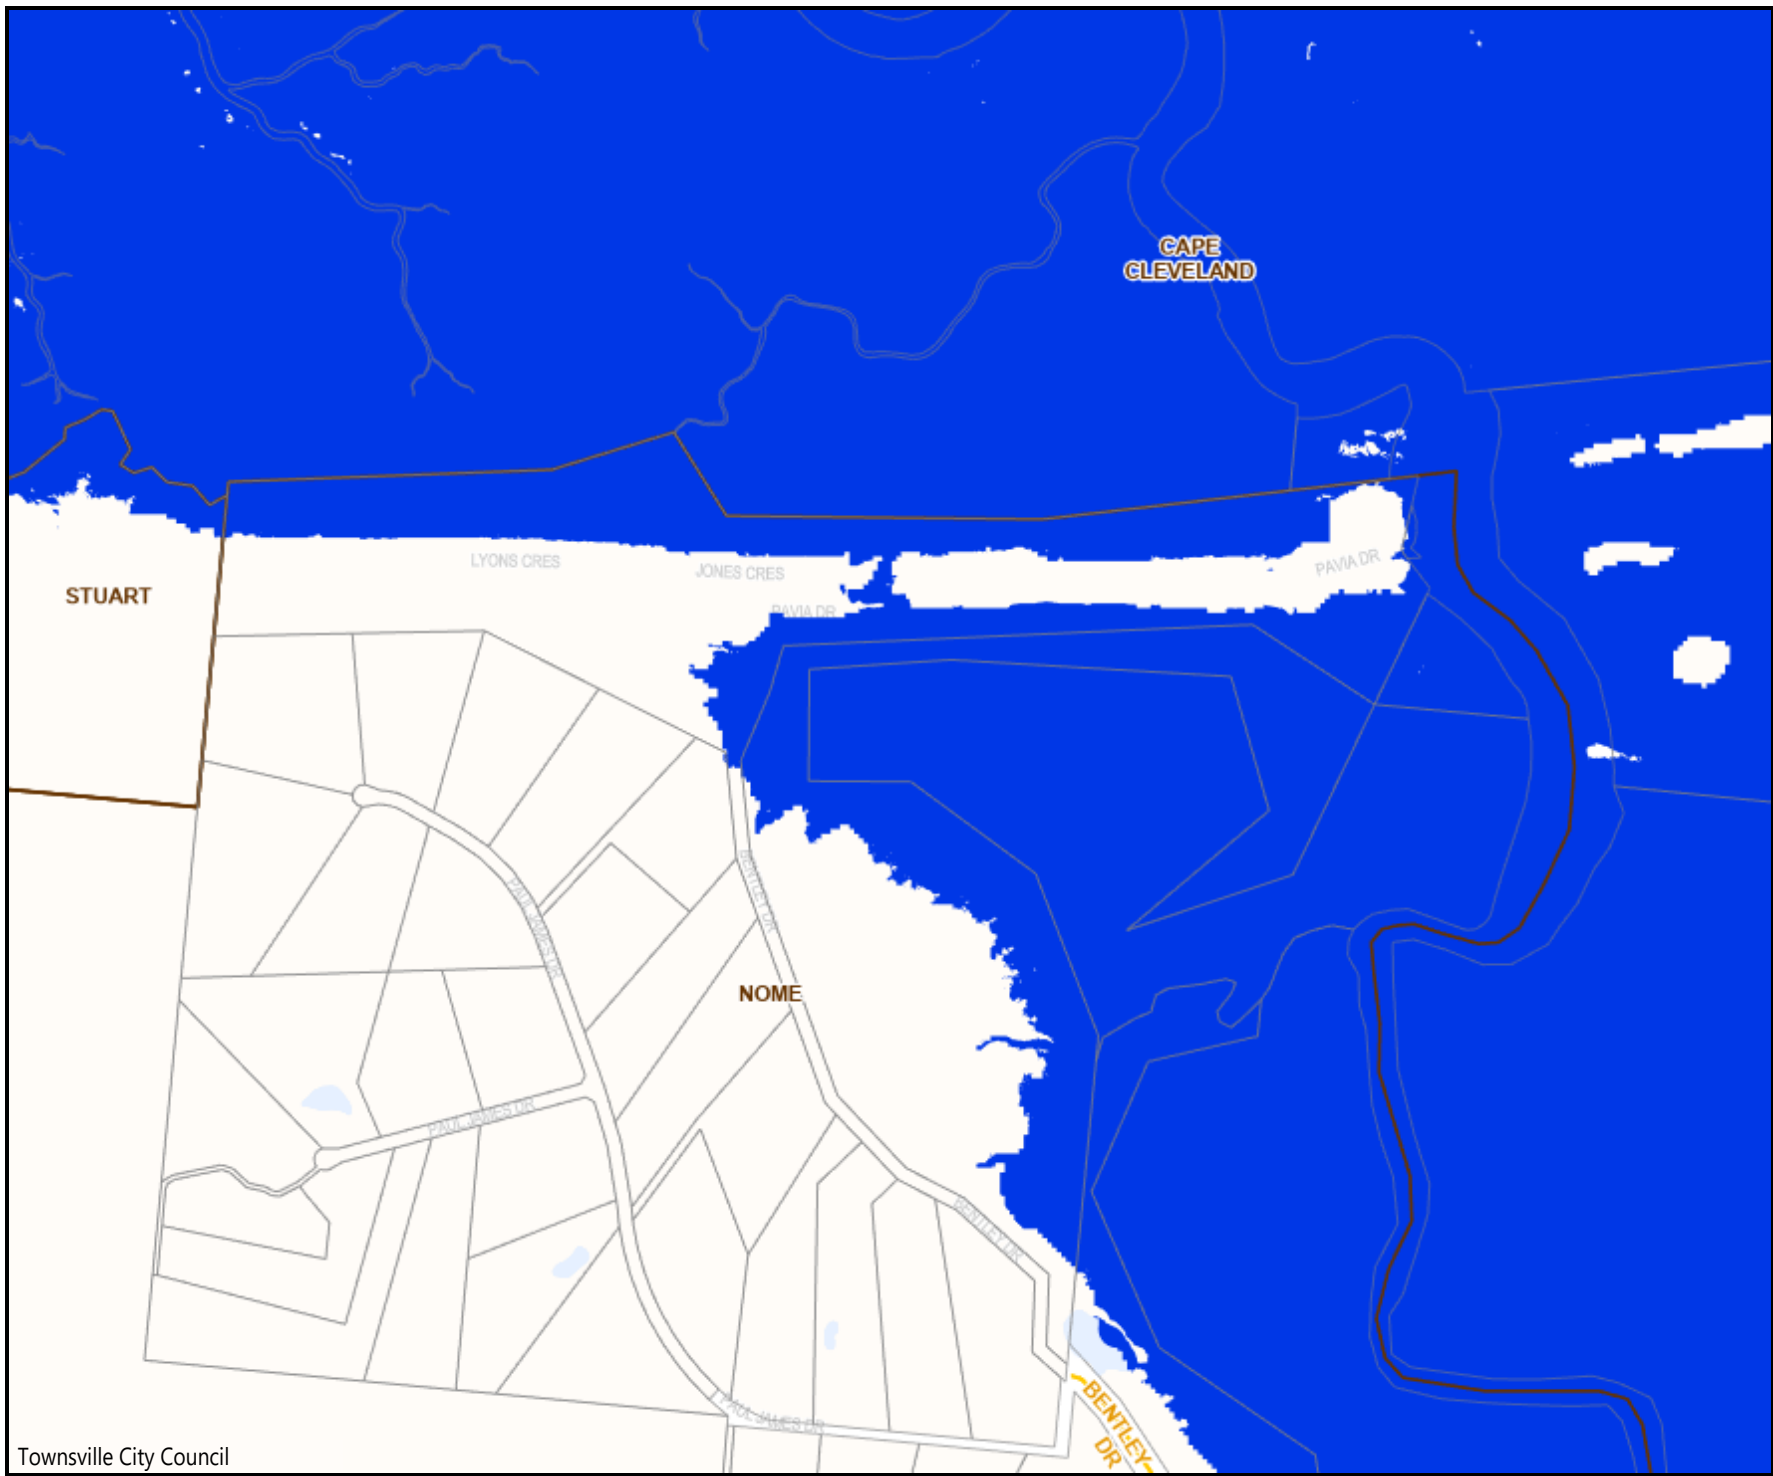 CAPE
CLEVELAND
LYONS CRES
JONES CRES
PAVIA DR
STUART
PAVIA DR
BENTLEY DR
PAUL JAMES DR
NOME
PAUL JAMES DR
BENTLEY DR
PAUL JAMES DR
BENTLEY
DR
Townsville City Council